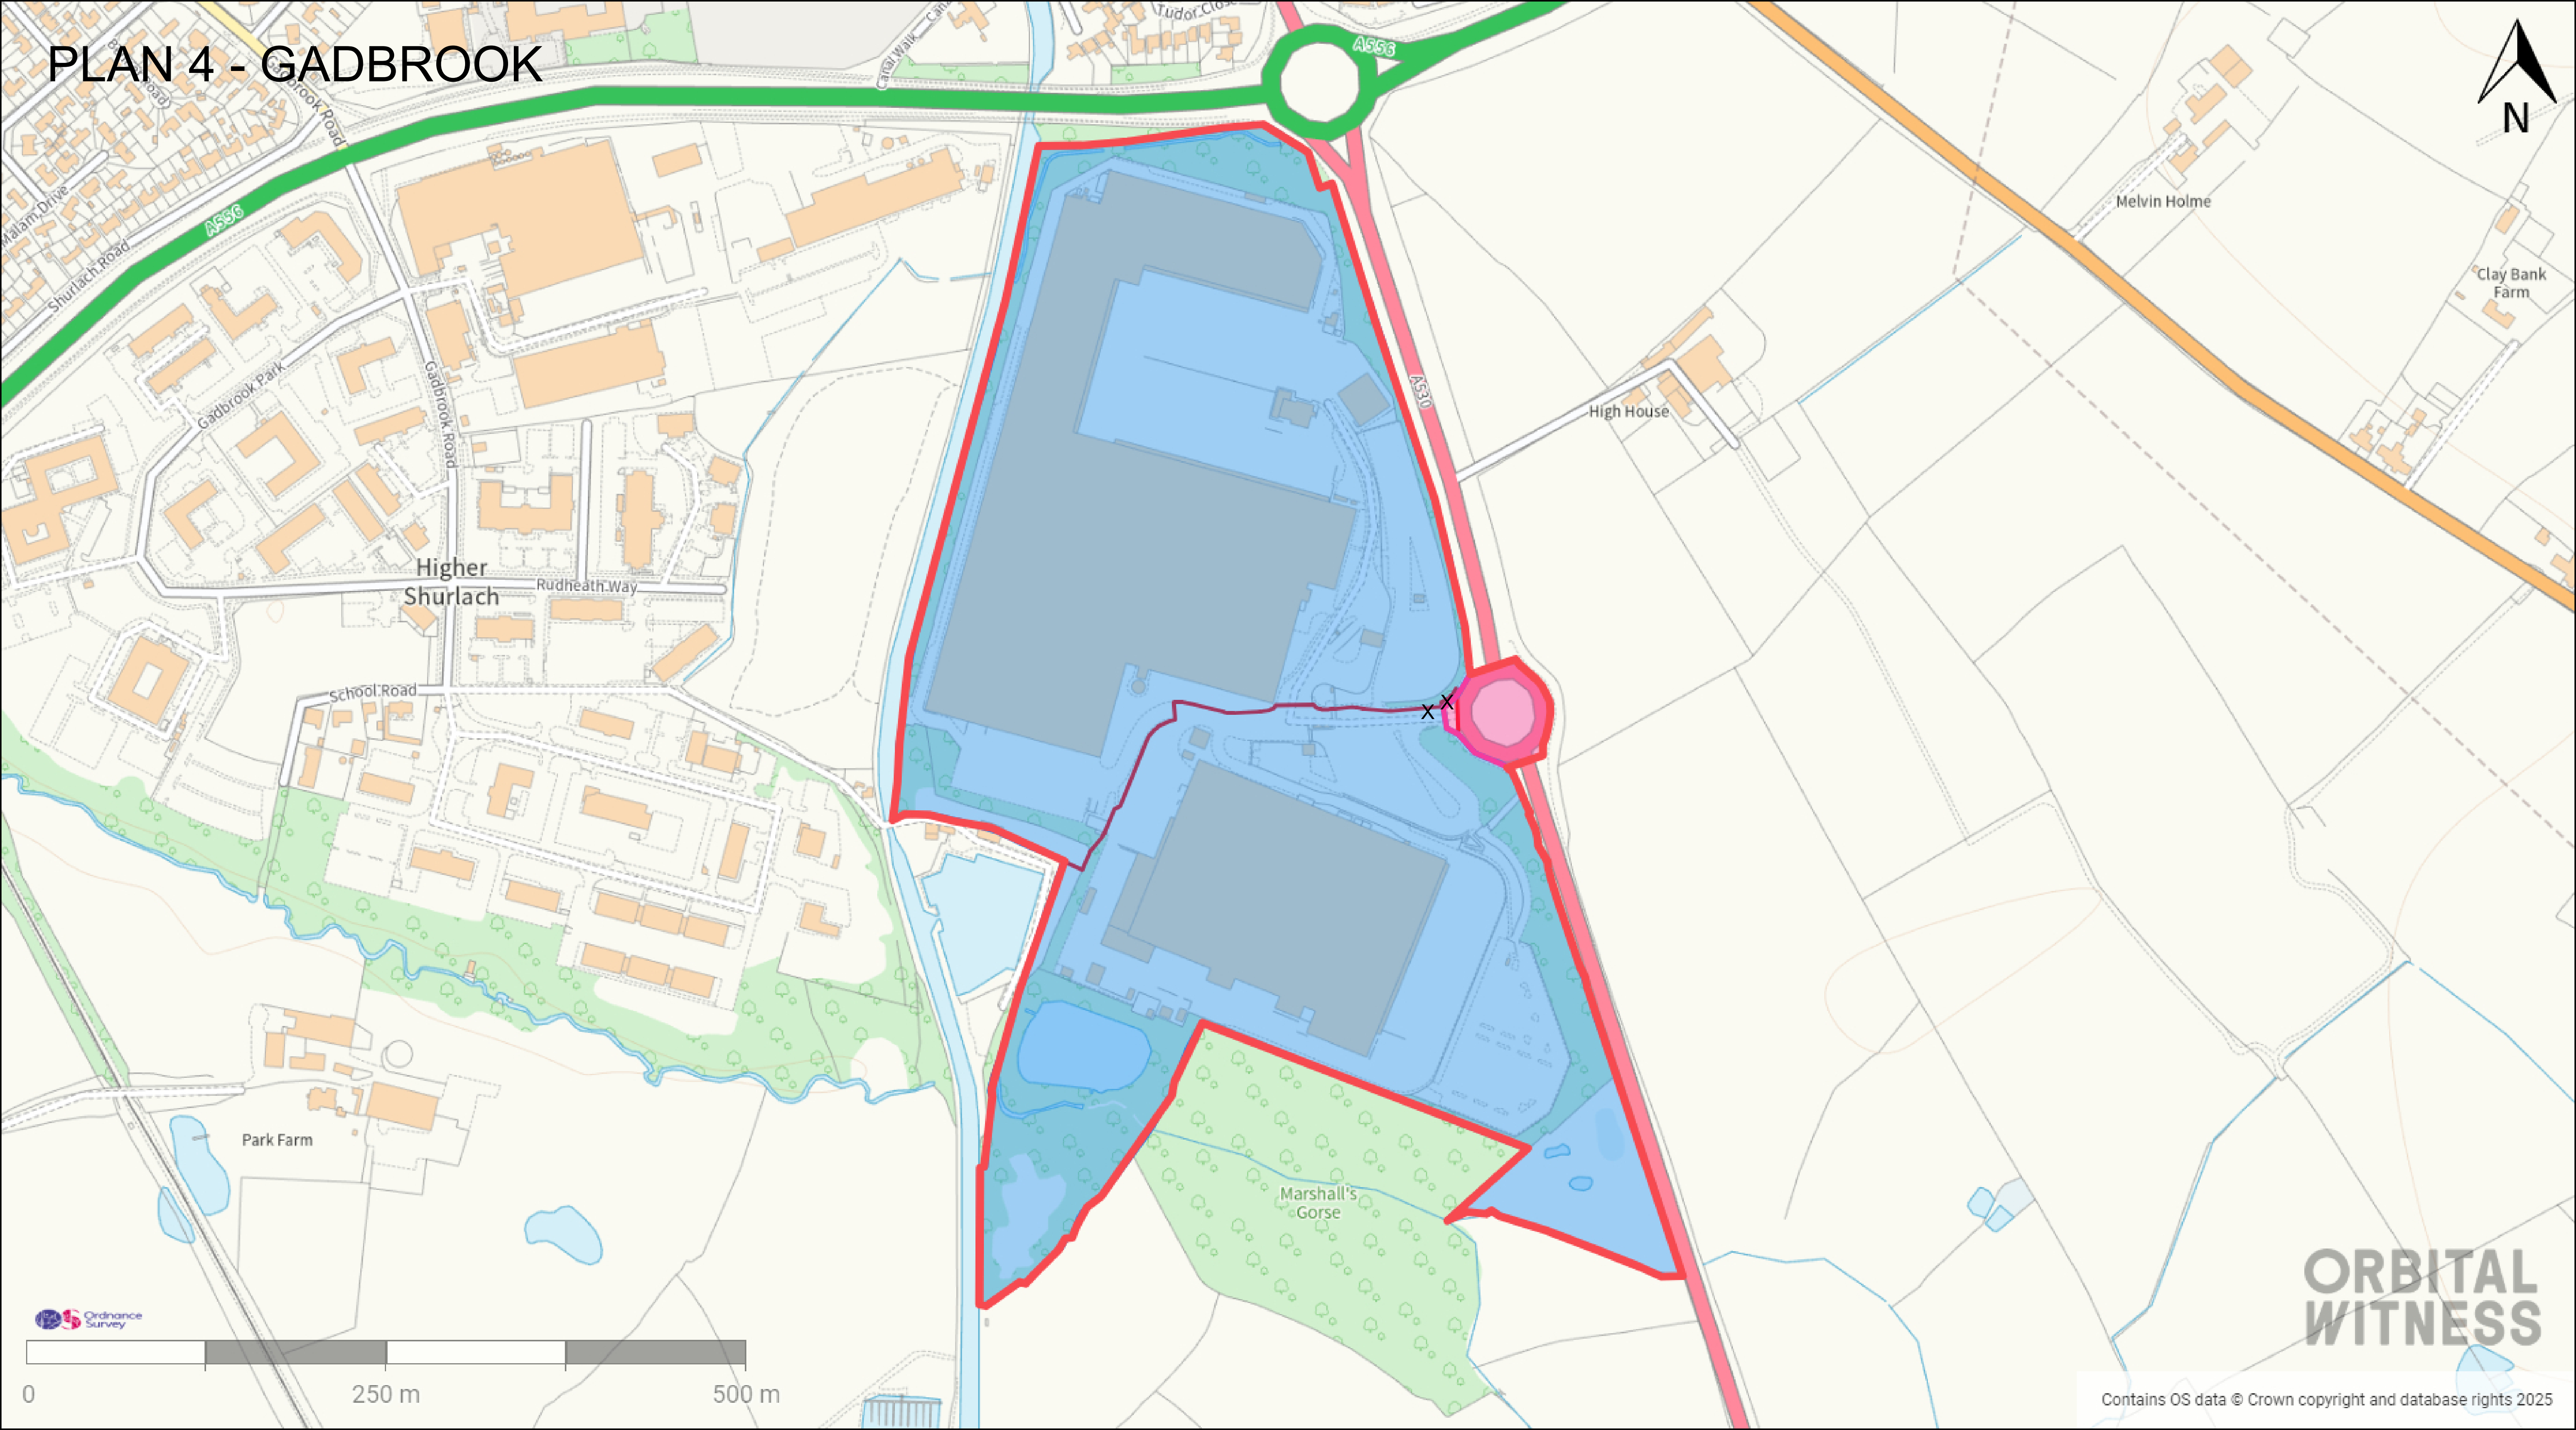 PLAN 4 - GADBROOK
Tudor Close
A556
N
Canal Walk
Gadbrook Road
Road
Malam Drive
Shurlach Road
A556
Melvin Holme
Clay Bank
Farm
Gadbrook Park
Gadbrook Road
A530
High House
Higher
Shurlach
Rudheath Way
School Road
X
X
Park Farm
Marshall's
Gorse
ORBITAL
WITNESS
Ordnance
Survey
0
250 m
500 m
Contains OS data © Crown copyright and database rights 2025